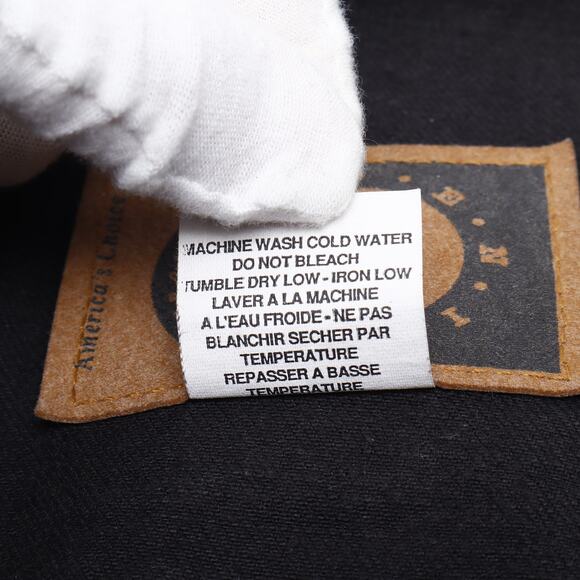 MACHINE WASH COLD WATER
DO NOT BLEACH
TUMBLE DRY LOW - IRON LOW
LAVER A LA MACHINE
A L'EAU FROIDE - NE PAS
BLANCHIR SECHER PAR
TEMPERATURE
REPASSER A BASSE
TEMPERATURE
America's Choice
E · N · I